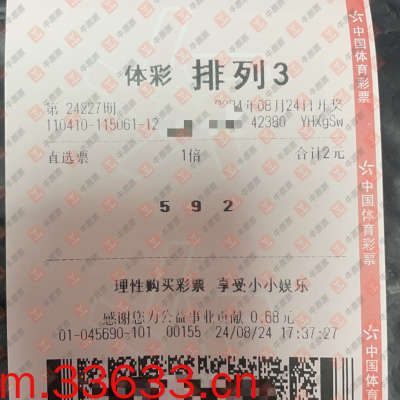 体彩 排列3
第 24227期 2024年08月24日开奖
110410-115061-12 42380 YHXgSw
直选票 1倍 合计2元
5 9 2
理性购买彩票 享受小小娱乐
感谢您为公益事业贡献 0.68元
01-045690-101 00155 24/08/24 17:37:27
m.33633.cn
中国体育彩票
中国体育彩票
中国体育彩票